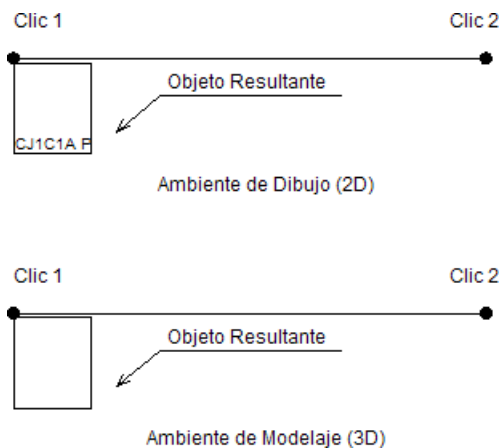 Clic 1 Clic 2
Objeto Resultante
CJ1C1A P
Ambiente de Dibujo (2D)
Clic 1 Clic 2
Objeto Resultante
Ambiente de Modelaje (3D)